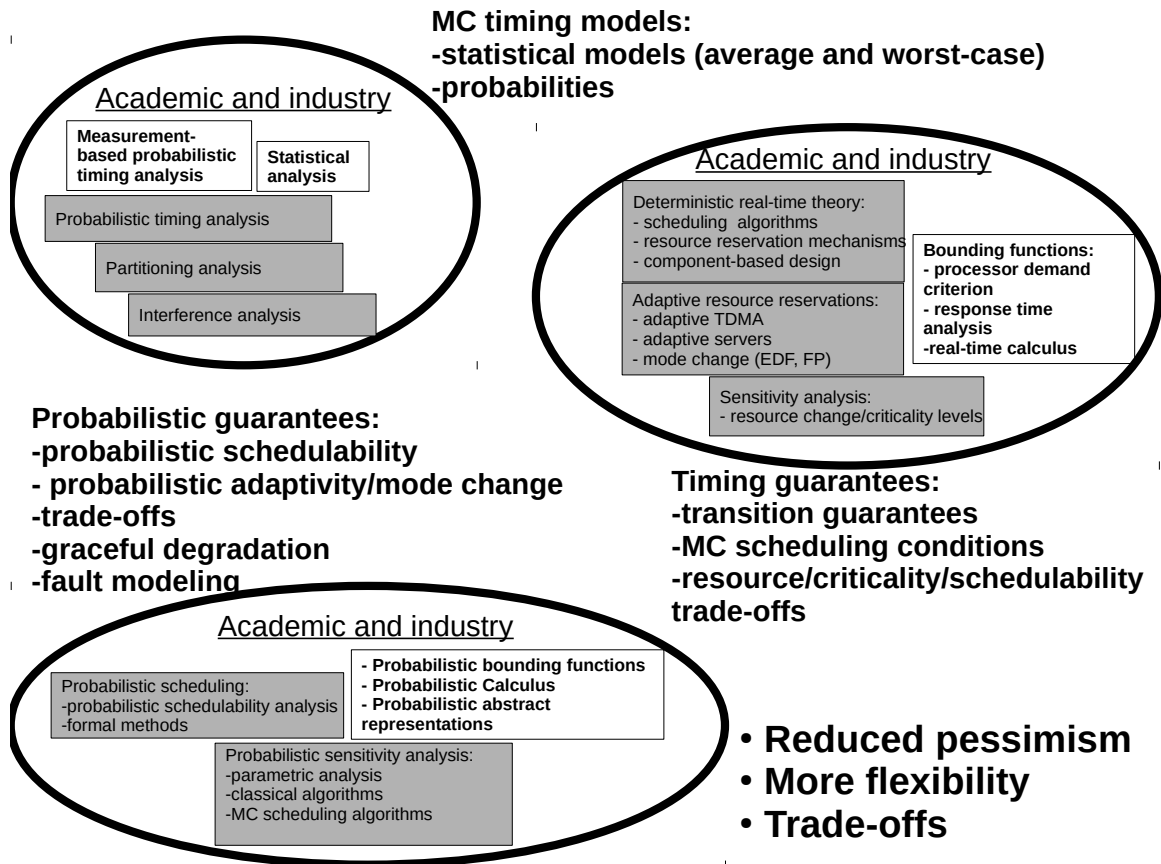 MC timing models:
-statistical models (average and worst-case)
-probabilities
Academic and industry
Measurement-
based probabilistic
timing analysis
Statistical
analysis
Probabilistic timing analysis
Partitioning analysis
Interference analysis
Academic and industry
Deterministic real-time theory:
- scheduling algorithms
- resource reservation mechanisms
- component-based design
Bounding functions:
- processor demand
criterion
- response time
analysis
-real-time calculus
Adaptive resource reservations:
- adaptive TDMA
- adaptive servers
- mode change (EDF, FP)
Sensitivity analysis:
- resource change/criticality levels
Probabilistic guarantees:
-probabilistic schedulability
- probabilistic adaptivity/mode change
-trade-offs
-graceful degradation
-fault modeling
Timing guarantees:
-transition guarantees
-MC scheduling conditions
-resource/criticality/schedulability
trade-offs
Academic and industry
Probabilistic scheduling:
-probabilistic schedulability analysis
-formal methods
- Probabilistic bounding functions
- Probabilistic Calculus
- Probabilistic abstract
representations
Probabilistic sensitivity analysis:
-parametric analysis
-classical algorithms
-MC scheduling algorithms
• Reduced pessimism
• More flexibility
• Trade-offs